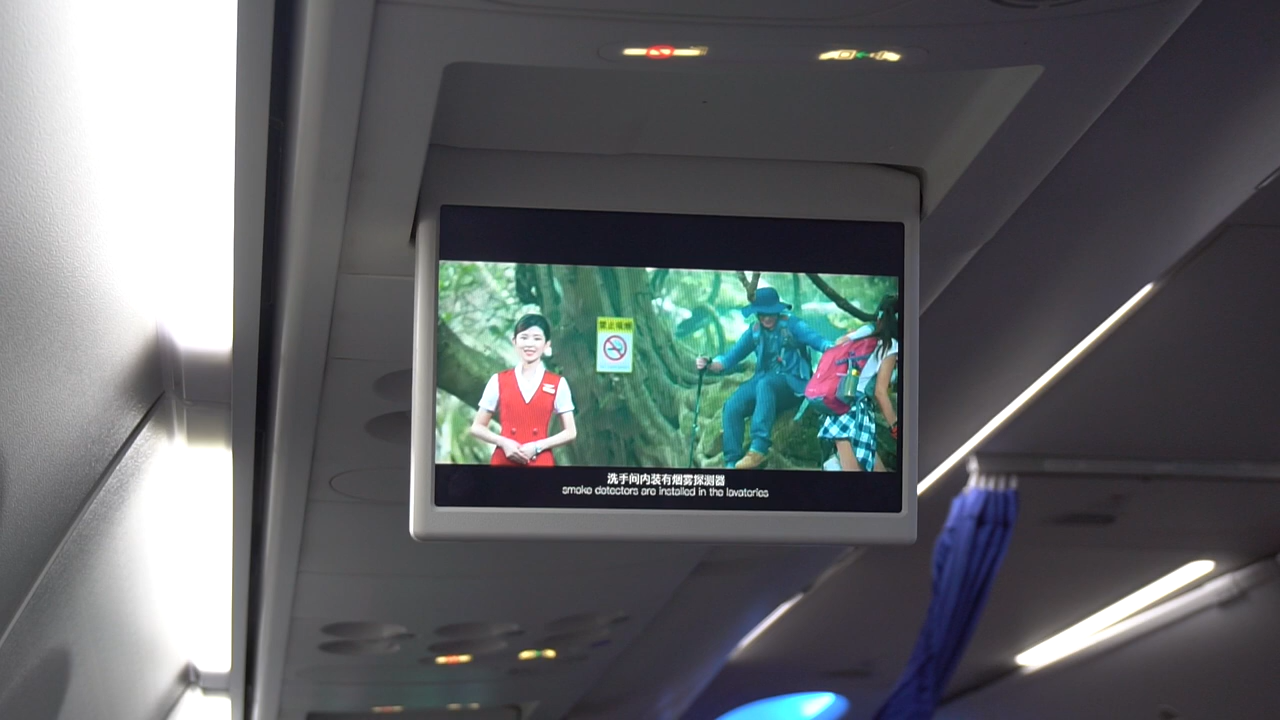 禁止吸烟
洗手间内装有烟雾探测器
smoke detectors are installed in the lavatories